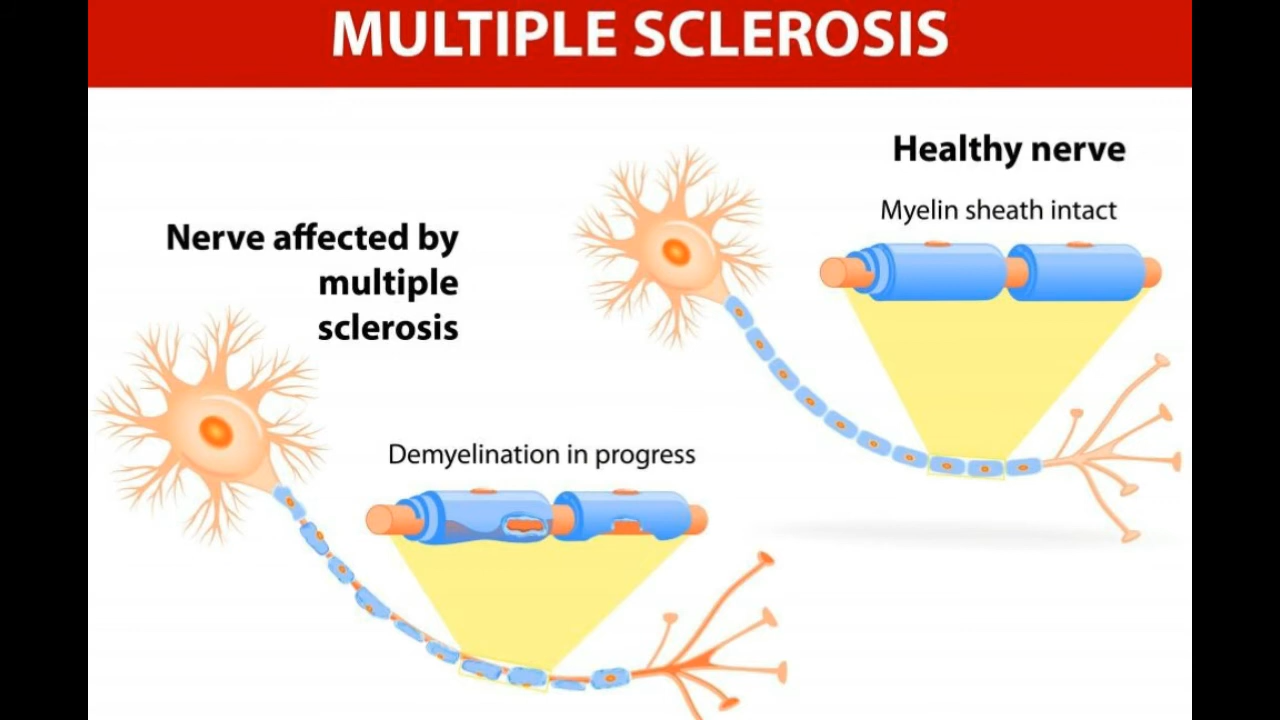 MULTIPLE SCLEROSIS
Healthy nerve
Myelin sheath intact
Nerve affected by
multiple
sclerosis
Demyelination in progress